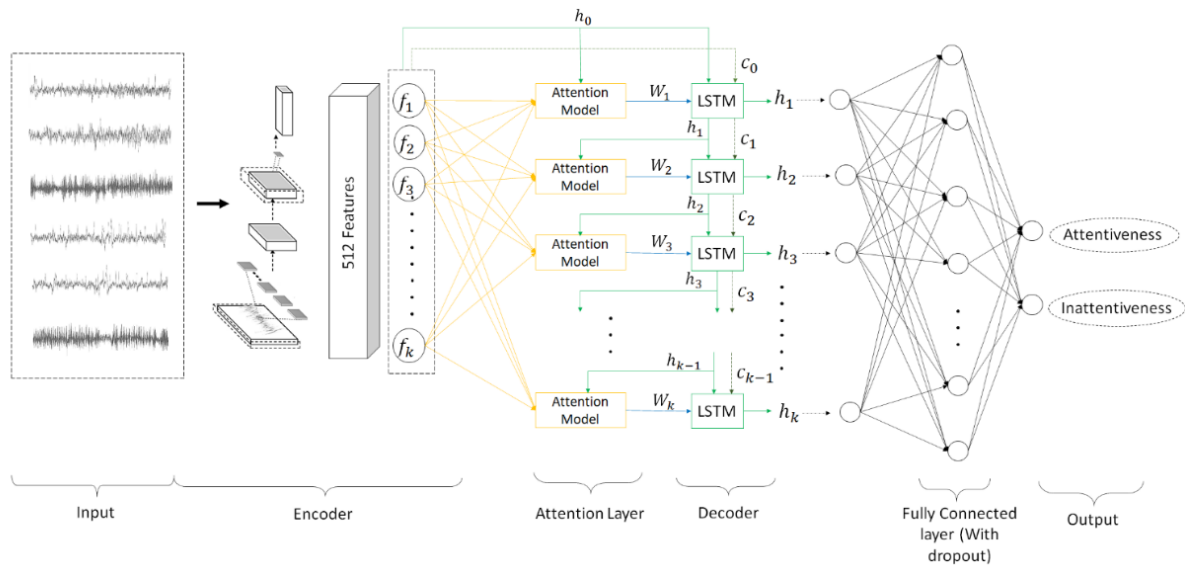 h₀
c₀
f₁
Attention
Model
W₁
LSTM
h₁
h₁
c₁
f₂
Attention
Model
W₂
LSTM
h₂
h₂
c₂
f₃
Attention
Model
W₃
LSTM
h₃
h₃
c₃
512 Features
fₖ
hₖ₋₁
cₖ₋₁
Attention
Model
Wₖ
LSTM
hₖ
Attentiveness
Inattentiveness
Input
Encoder
Attention Layer
Decoder
Fully Connected
layer (With
dropout)
Output